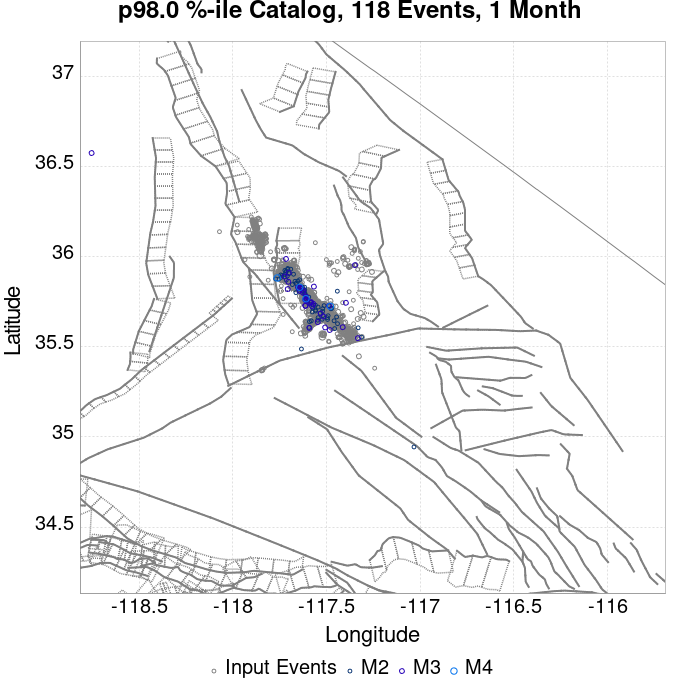 p98.0 %-ile Catalog, 118 Events, 1 Month
37
36.5
36
35.5
35
34.5
Latitude
-118.5 -118 -117.5 -117 -116.5 -116
Longitude
Input Events M2 M3 M4